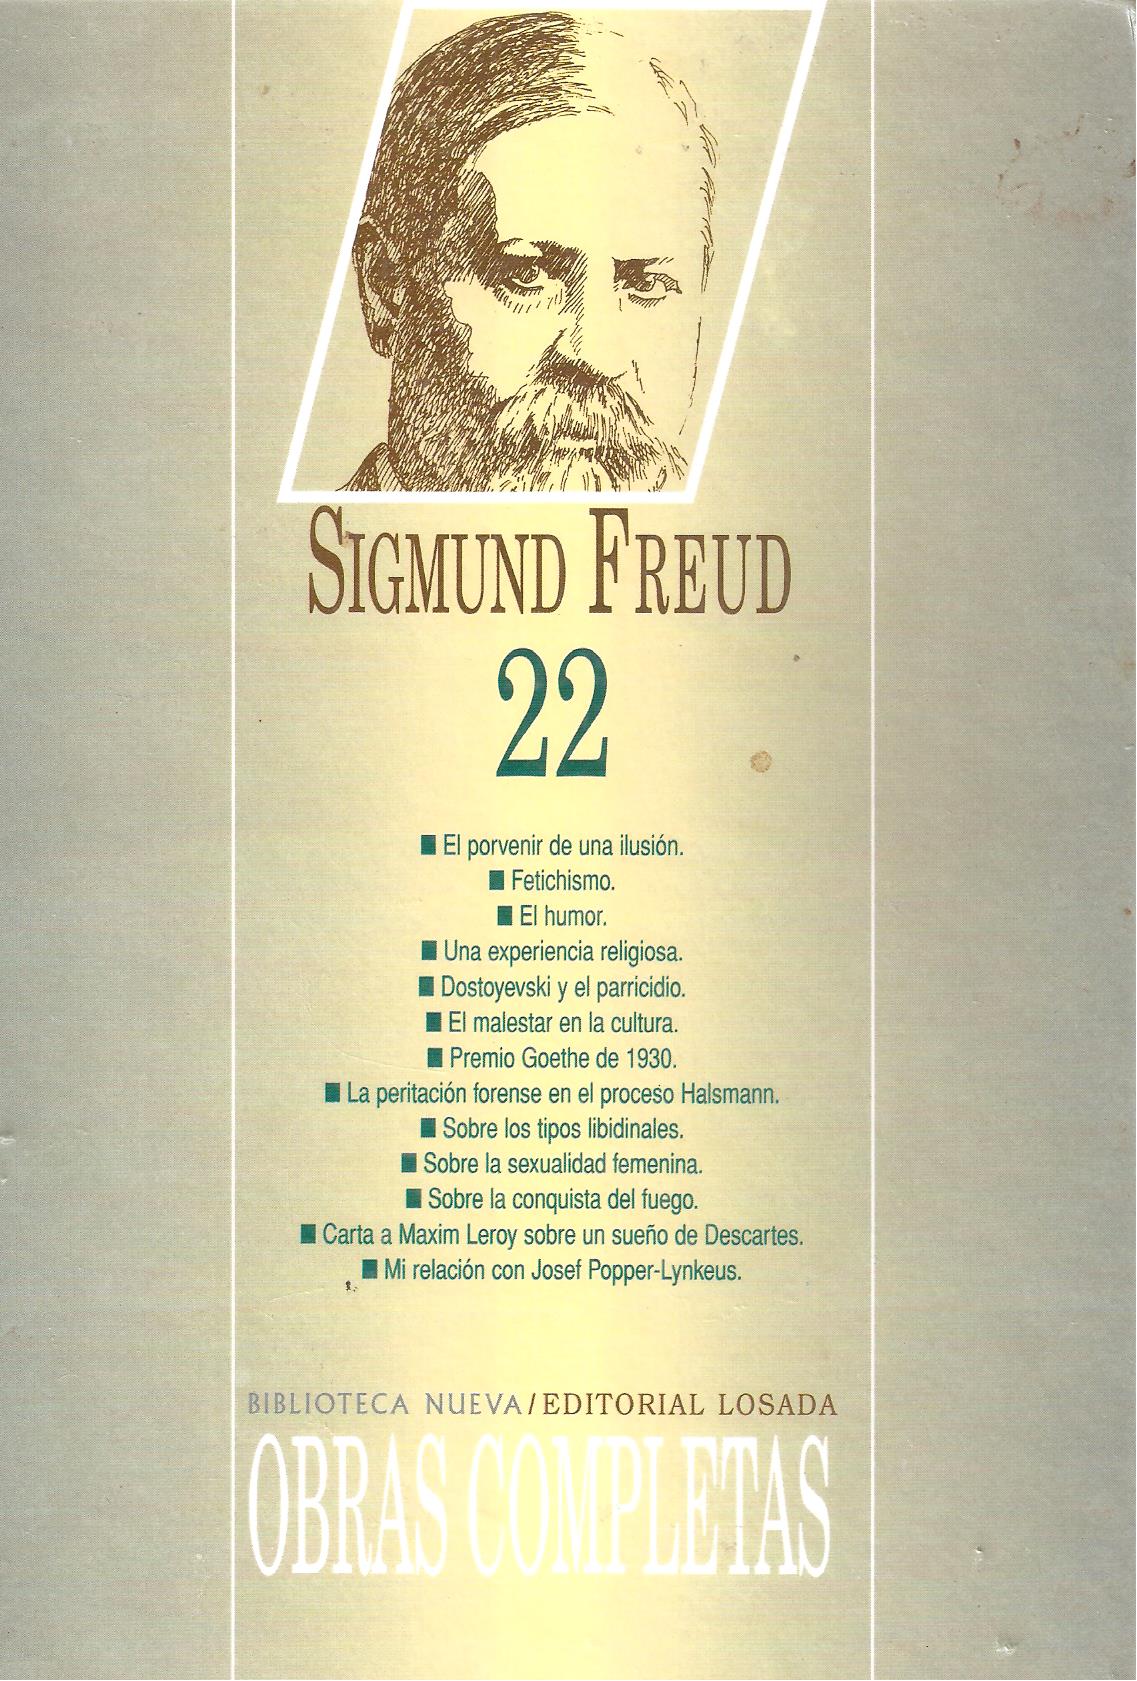 SIGMUND FREUD
22
■ El porvenir de una ilusión.
■ Fetichismo.
■ El humor.
■ Una experiencia religiosa.
■ Dostoyevski y el parricidio.
■ El malestar en la cultura.
■ Premio Goethe de 1930.
■ La peritación forense en el proceso Halsmann.
■ Sobre los tipos libidinales.
■ Sobre la sexualidad femenina.
■ Sobre la conquista del fuego.
■ Carta a Maxim Leroy sobre un sueño de Descartes.
■ Mi relación con Josef Popper-Lynkeus.
BIBLIOTECA NUEVA/EDITORIAL LOSADA
OBRAS COMPLETAS